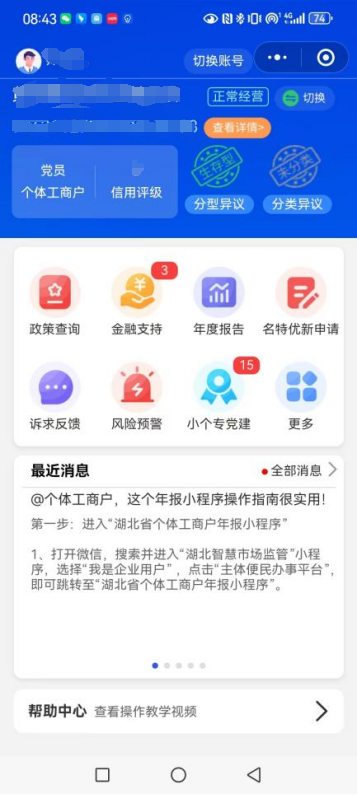 08:43
4G
74
切换账号
正常经营
切换
查看详情>
党员
个体工商户
信用评级
生存型
未分类
分型异议
分类异议
3
政策查询
金融支持
年度报告
名特优新申请
15
诉求反馈
风险预警
小个专党建
更多
最近消息
全部消息
@个体工商户，这个年报小程序操作指南很实用！
第一步：进入“湖北省个体工商户年报小程序”
1、打开微信，搜索并进入“湖北智慧市场监管”小程
序，选择“我是企业用户”，点击“主体便民办事平台”，
即可跳转至“湖北省个体工商户年报小程序”。
帮助中心 查看操作教学视频